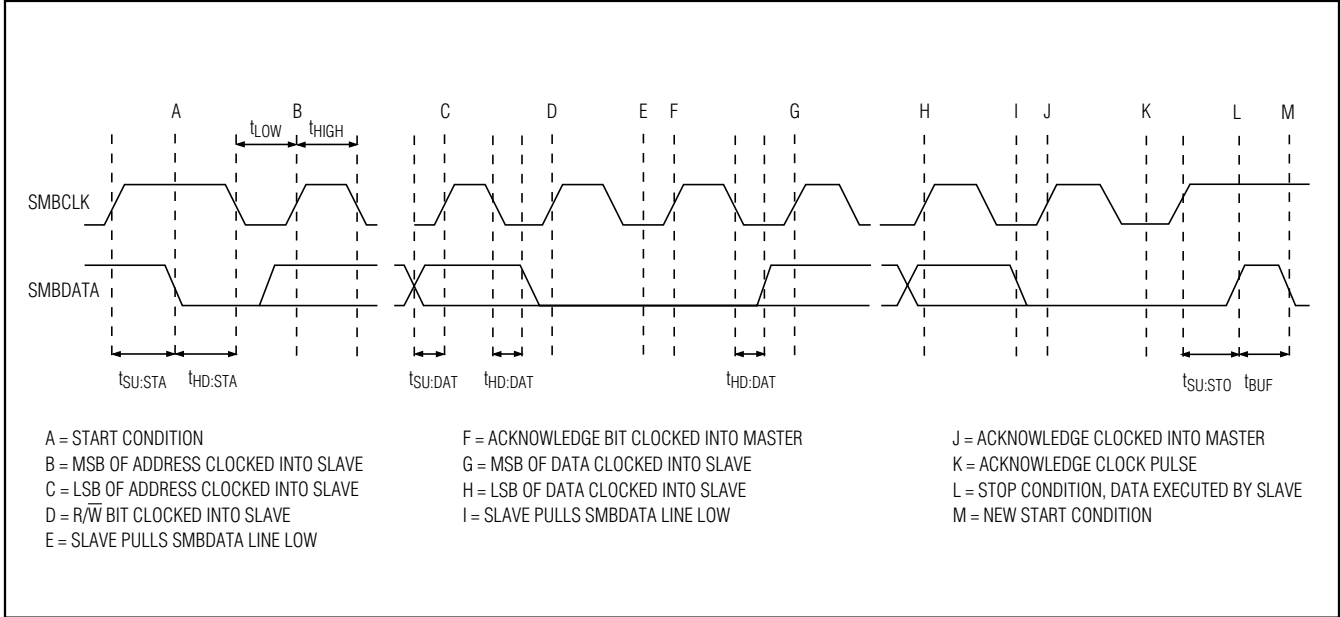 A B C D E F G H I J K L M
tLOW tHIGH
SMBCLK
SMBDATA
tSU:STA tHD:STA tSU:DAT tHD:DAT tHD:DAT tSU:STO tBUF
A = START CONDITION
B = MSB OF ADDRESS CLOCKED INTO SLAVE
C = LSB OF ADDRESS CLOCKED INTO SLAVE
D = R/W̅ BIT CLOCKED INTO SLAVE
E = SLAVE PULLS SMBDATA LINE LOW
F = ACKNOWLEDGE BIT CLOCKED INTO MASTER
G = MSB OF DATA CLOCKED INTO SLAVE
H = LSB OF DATA CLOCKED INTO SLAVE
I = SLAVE PULLS SMBDATA LINE LOW
J = ACKNOWLEDGE CLOCKED INTO MASTER
K = ACKNOWLEDGE CLOCK PULSE
L = STOP CONDITION, DATA EXECUTED BY SLAVE
M = NEW START CONDITION